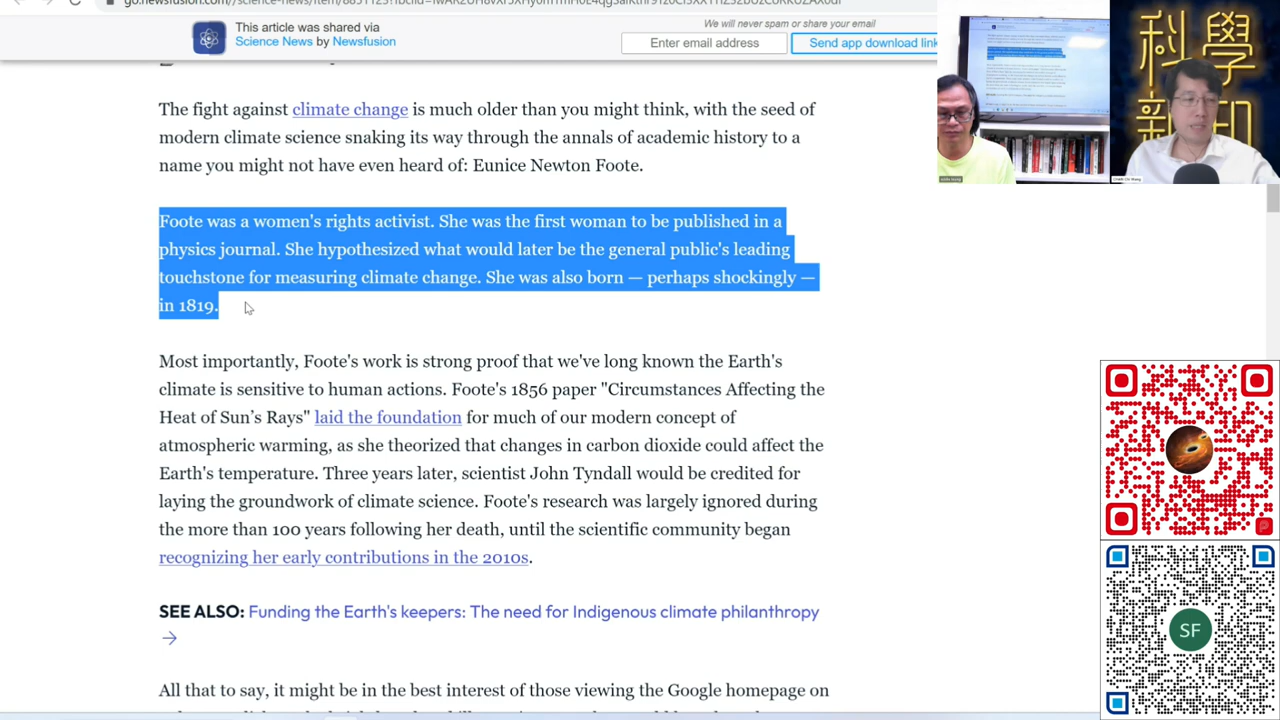 This article was shared via
Science News by Newsfusion
We will never spam or share your email
Enter email address
Send app download link
The fight against climate change is much older than you might think, with the seed of
modern climate science snaking its way through the annals of academic history to a
name you might not have even heard of: Eunice Newton Foote.
Foote was a women's rights activist. She was the first woman to be published in a
physics journal. She hypothesized what would later be the general public's leading
touchstone for measuring climate change. She was also born — perhaps shockingly —
in 1819.
Most importantly, Foote's work is strong proof that we've long known the Earth's
climate is sensitive to human actions. Foote's 1856 paper "Circumstances Affecting the
Heat of Sun's Rays" laid the foundation for much of our modern concept of
atmospheric warming, as she theorized that changes in carbon dioxide could affect the
Earth's temperature. Three years later, scientist John Tyndall would be credited for
laying the groundwork of climate science. Foote's research was largely ignored during
the more than 100 years following her death, until the scientific community began
recognizing her early contributions in the 2010s.
SEE ALSO: Funding the Earth's keepers: The need for Indigenous climate philanthropy
→
All that to say, it might be in the best interest of those viewing the Google homepage on
科學
新知
SF